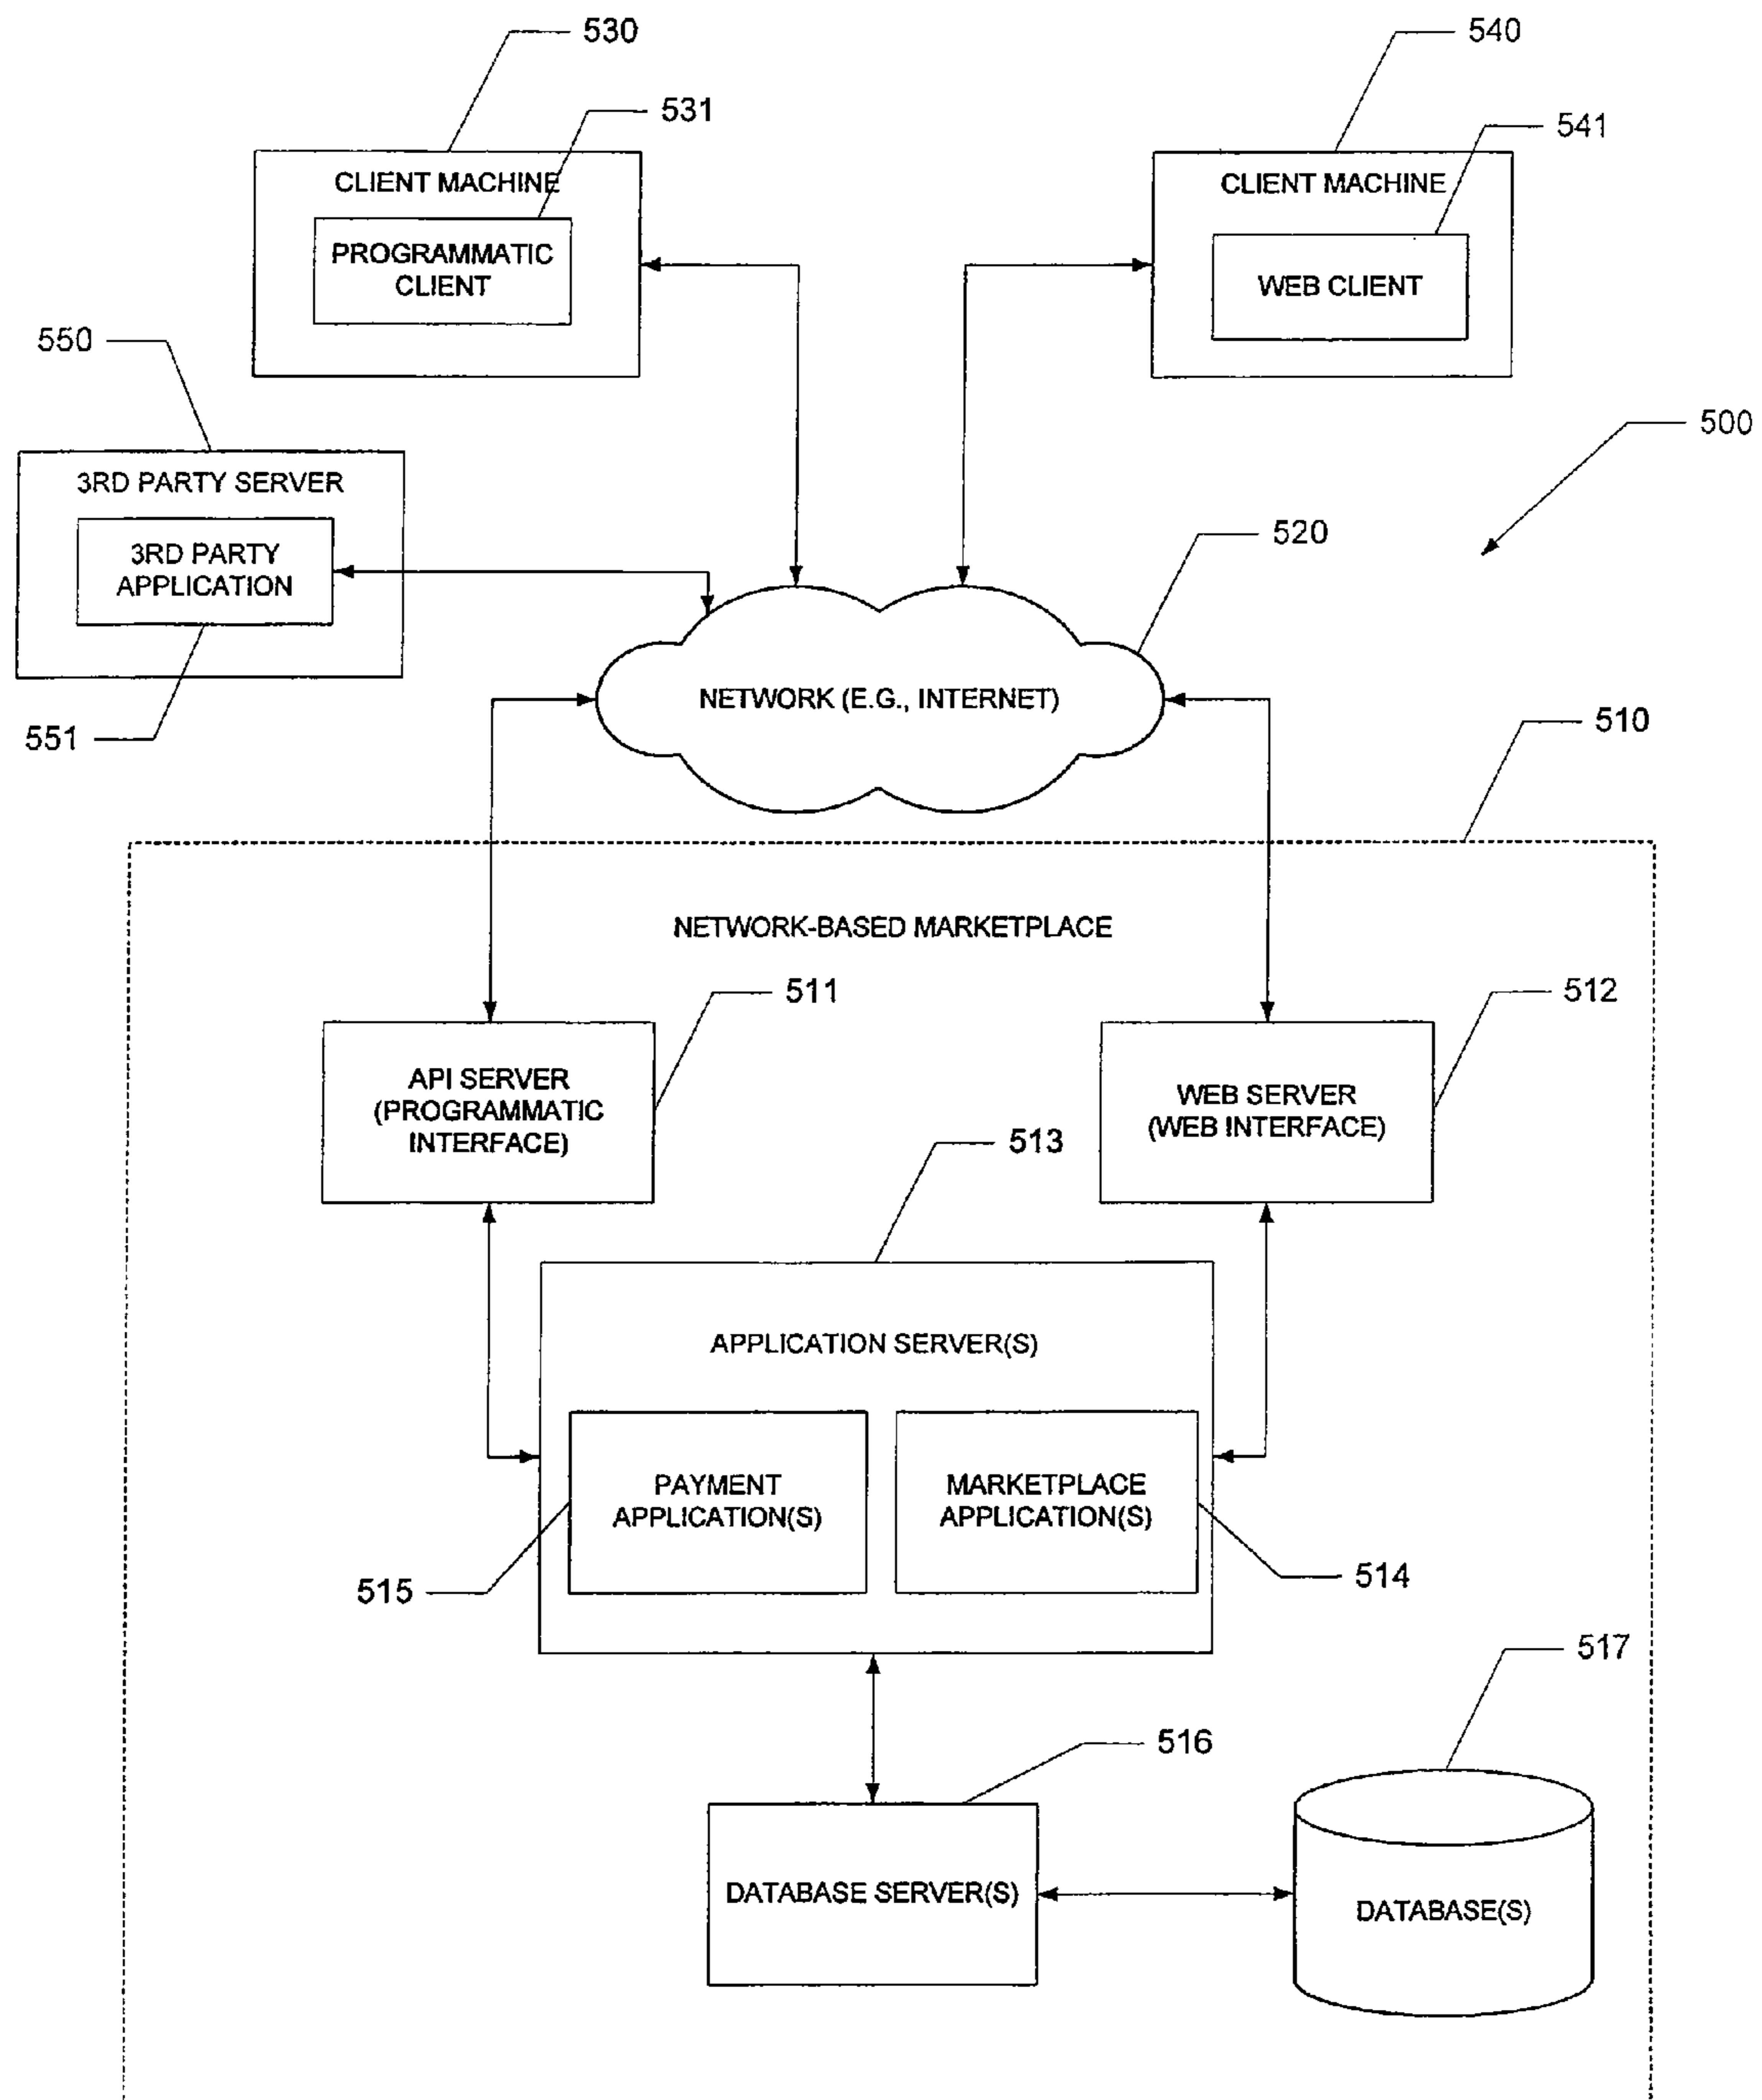 530
540
531
541
CLIENT MACHINE
CLIENT MACHINE
PROGRAMMATIC
CLIENT
WEB CLIENT
550
500
3RD PARTY SERVER
520
3RD PARTY
APPLICATION
NETWORK (E.G., INTERNET)
551
510
NETWORK-BASED MARKETPLACE
511
512
API SERVER
(PROGRAMMATIC
INTERFACE)
WEB SERVER
(WEB INTERFACE)
513
APPLICATION SERVER(S)
PAYMENT
APPLICATION(S)
MARKETPLACE
APPLICATION(S)
515
514
517
516
DATABASE SERVER(S)
DATABASE(S)